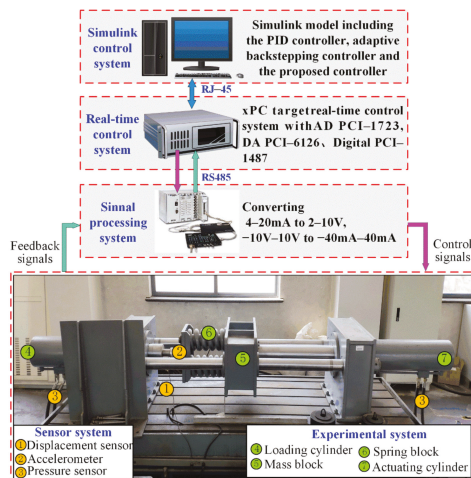 Simulink control system
Simulink model including the PID controller, adaptive backstepping controller and the proposed controller
RJ–45
Real-time control system
xPC targetreal-time control system withAD PCI–1723、DA PCI–6126、Digital PCI–1487
RS485
Sinnal processing system
Converting
4–20mA to 2–10V,
−10V–10V to −40mA–40mA
Feedback signals
Control signals
4
6
2
5
7
3
1
3
Sensor system
1 Displacement sensor
2 Accelerometer
3 Pressure sensor
Experimental system
4 Loading cylinder
5 Mass block
6 Spring block
7 Actuating cylinder